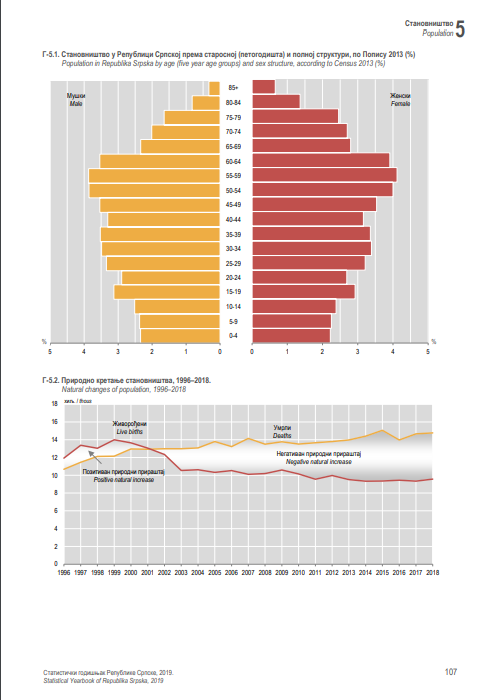 Становништво
Population
5
Г-5.1. Становништво у Републици Српској према старосној (петогодишта) и полној структури, по Попису 2013 (%)
Population in Republika Srpska by age (five year age groups) and sex structure, according to Census 2013 (%)
Мушки
Male
Женски
Female
85+
80-84
75-79
70-74
65-69
60-64
55-59
50-54
45-49
40-44
35-39
30-34
25-29
20-24
15-19
10-14
5-9
0-4
% %
5 4 3 2 1 0 0 1 2 3 4 5
Г-5.2. Природно кретање становништва, 1996–2018.
Natural changes of population, 1996–2018
хиљ. / thous
18
16
14
12
10
8
6
4
2
0
Живорођени
Live births
Умрли
Deaths
Негативан природни прираштај
Negative natural increase
Позитиван природни прираштај
Positive natural increase
1996 1997 1998 1999 2000 2001 2002 2003 2004 2005 2006 2007 2008 2009 2010 2011 2012 2013 2014 2015 2016 2017 2018
Статистички годишњак Републике Српске, 2019.
Statistical Yearbook of Republika Srpska, 2019
107